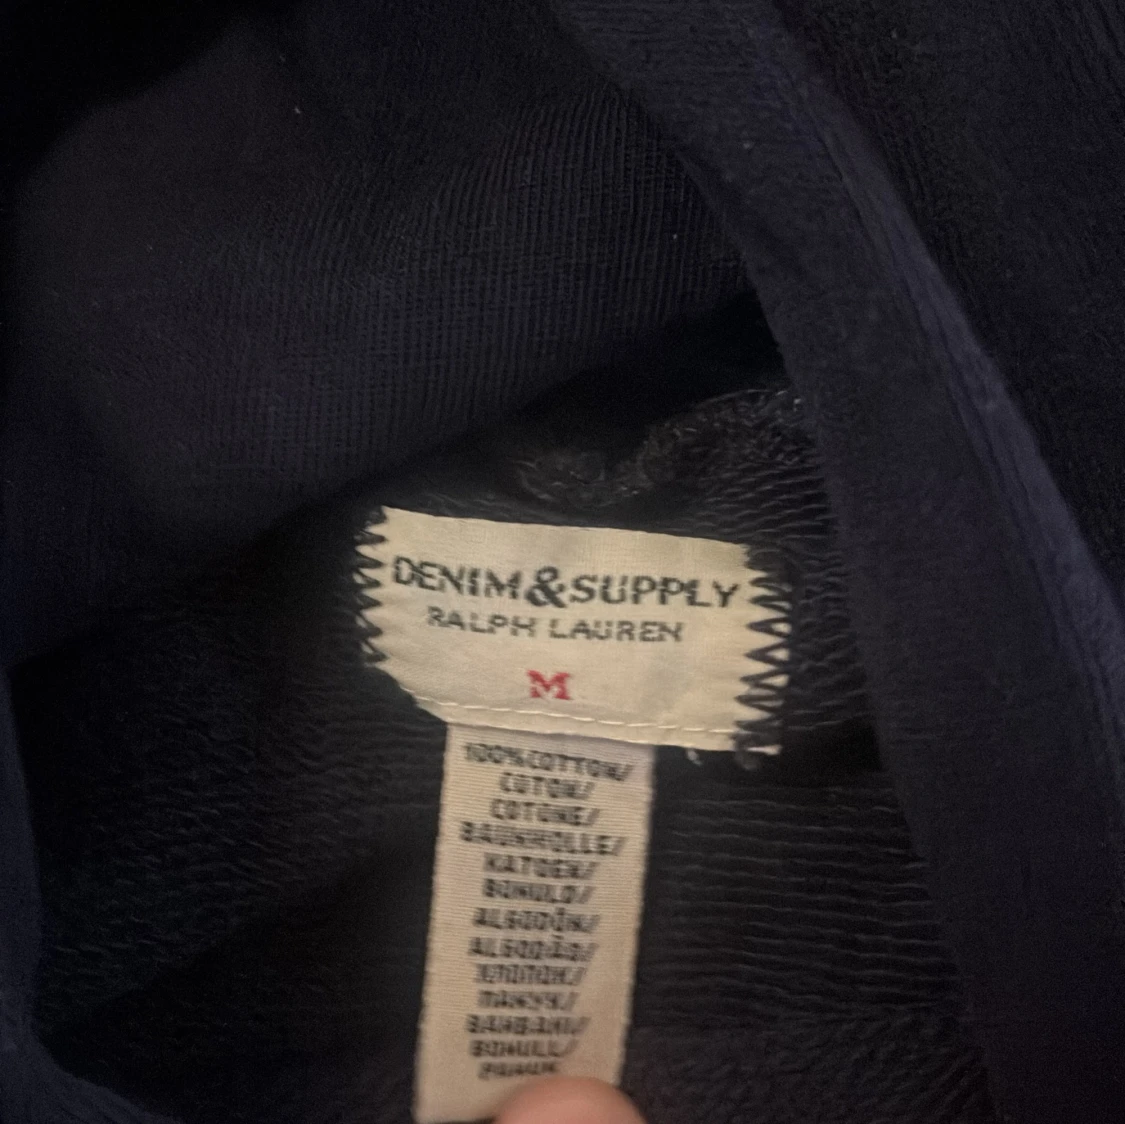 DENIM&SUPPLY
RALPH LAUREN
M
100%COTTON/
COTON/
COTONE/
BAUMWOLLE/
KATOEN/
BOMULD/
ALGODÓN/
ALGODÃO/